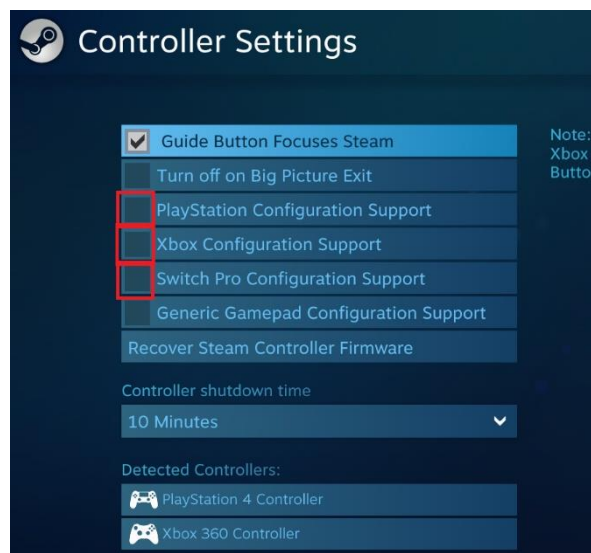 Controller Settings
Guide Button Focuses Steam
Turn off on Big Picture Exit
PlayStation Configuration Support
Xbox Configuration Support
Switch Pro Configuration Support
Generic Gamepad Configuration Support
Recover Steam Controller Firmware
Controller shutdown time
10 Minutes
Detected Controllers:
PlayStation 4 Controller
Xbox 360 Controller
Note:
Xbox
Butto